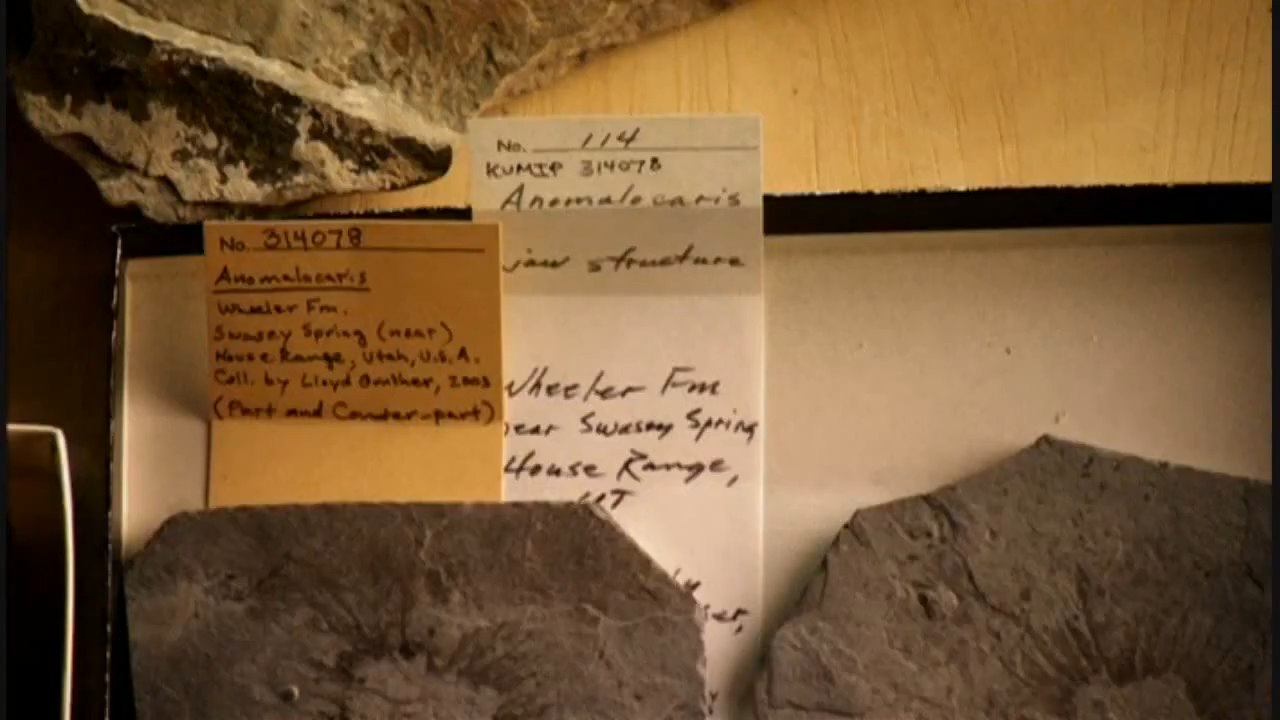 No. 114
KUMIP 314078
Anomalocaris
jaw structure
Wheeler Fm
near Swasey Spring
House Range,
UT
No. 314078
Anomalocaris
Wheeler Fm.
Swasey Spring (near)
House Range, Utah, U.S.A.
Coll. by Lloyd Gunther, 2003
(Part and Counter-part)